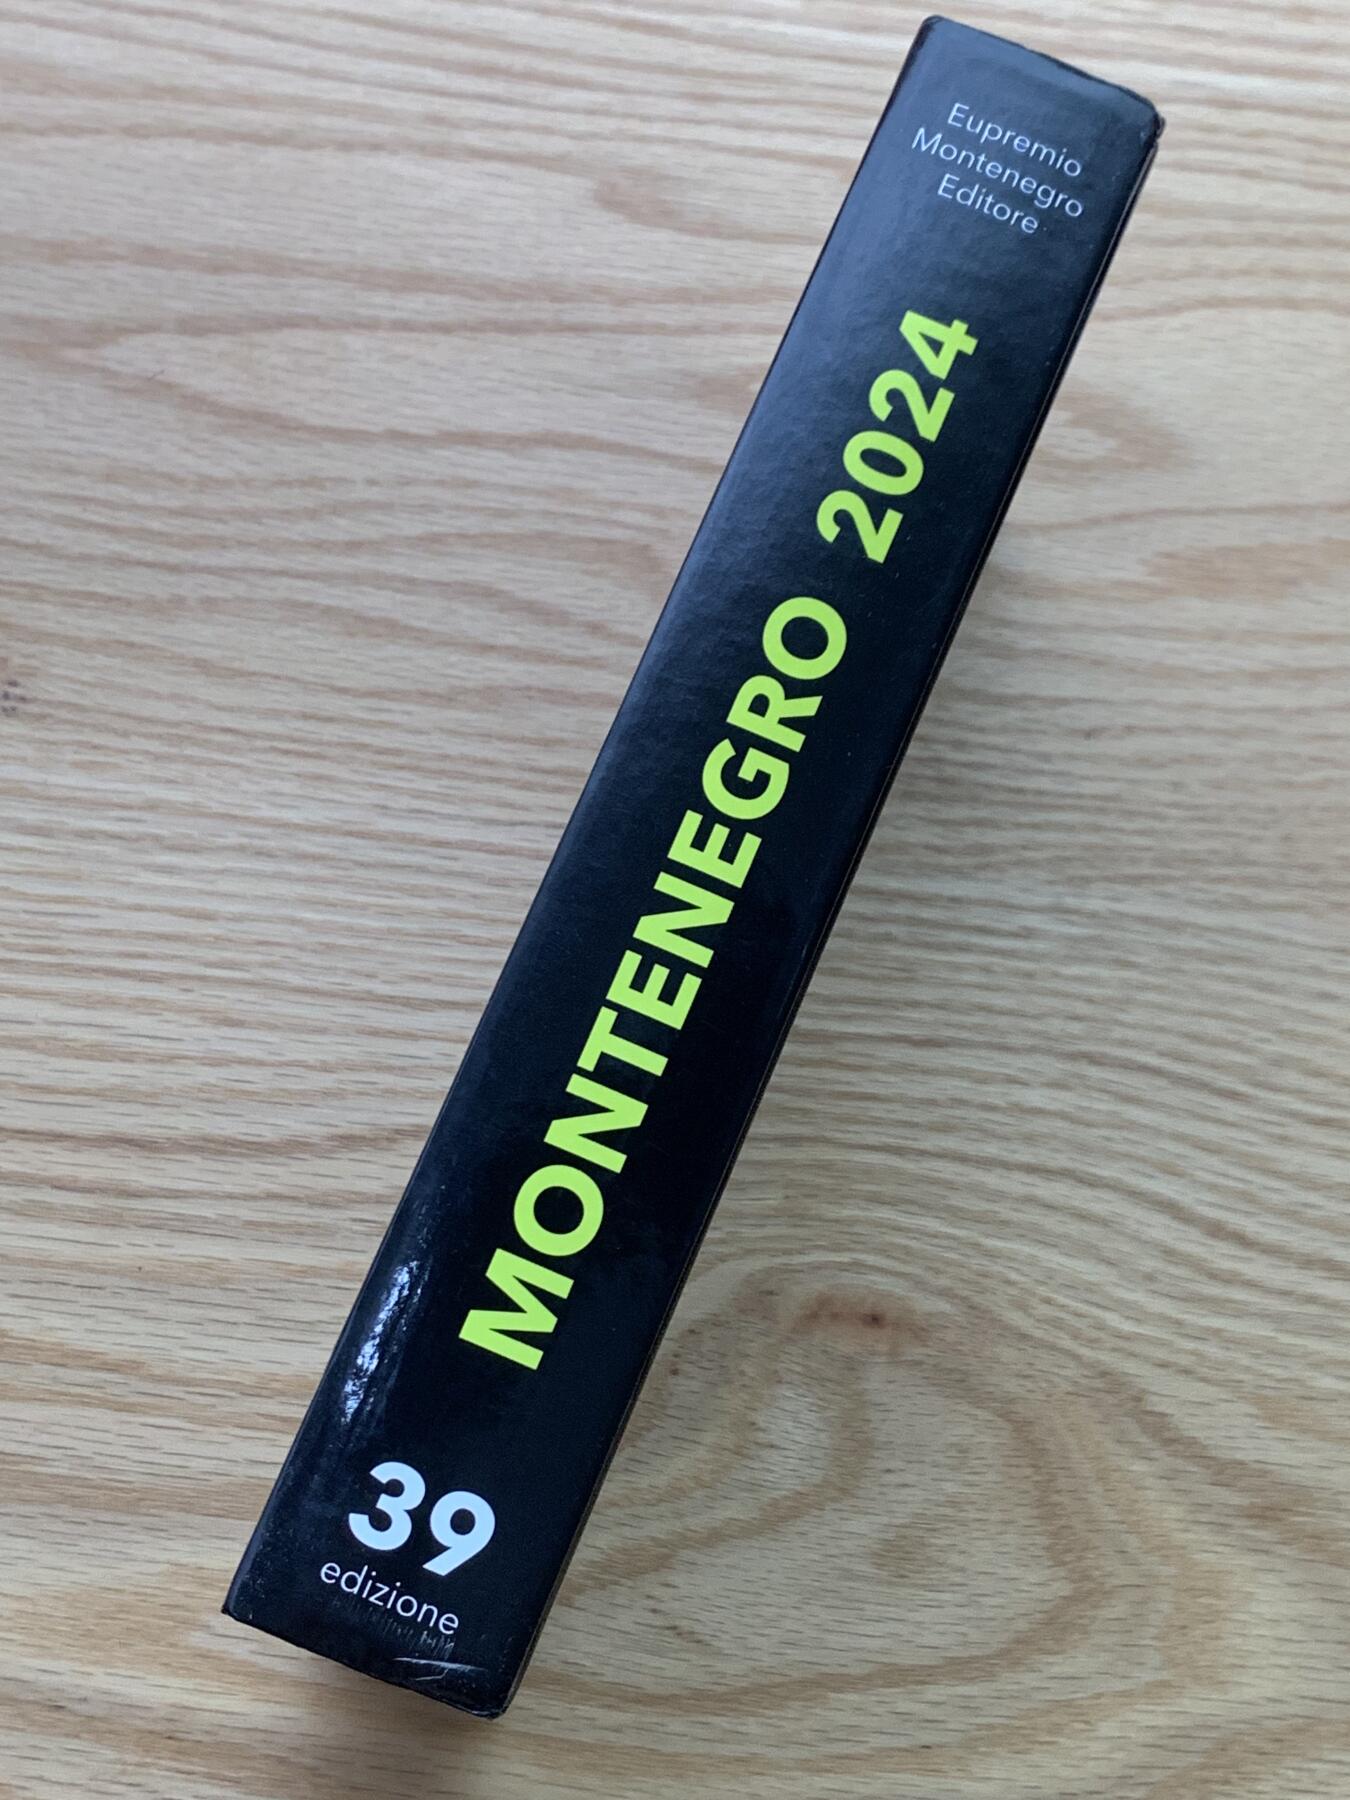 Eupremio
Montenegro
Editore
MONTENEGRO 2024
39
edizione